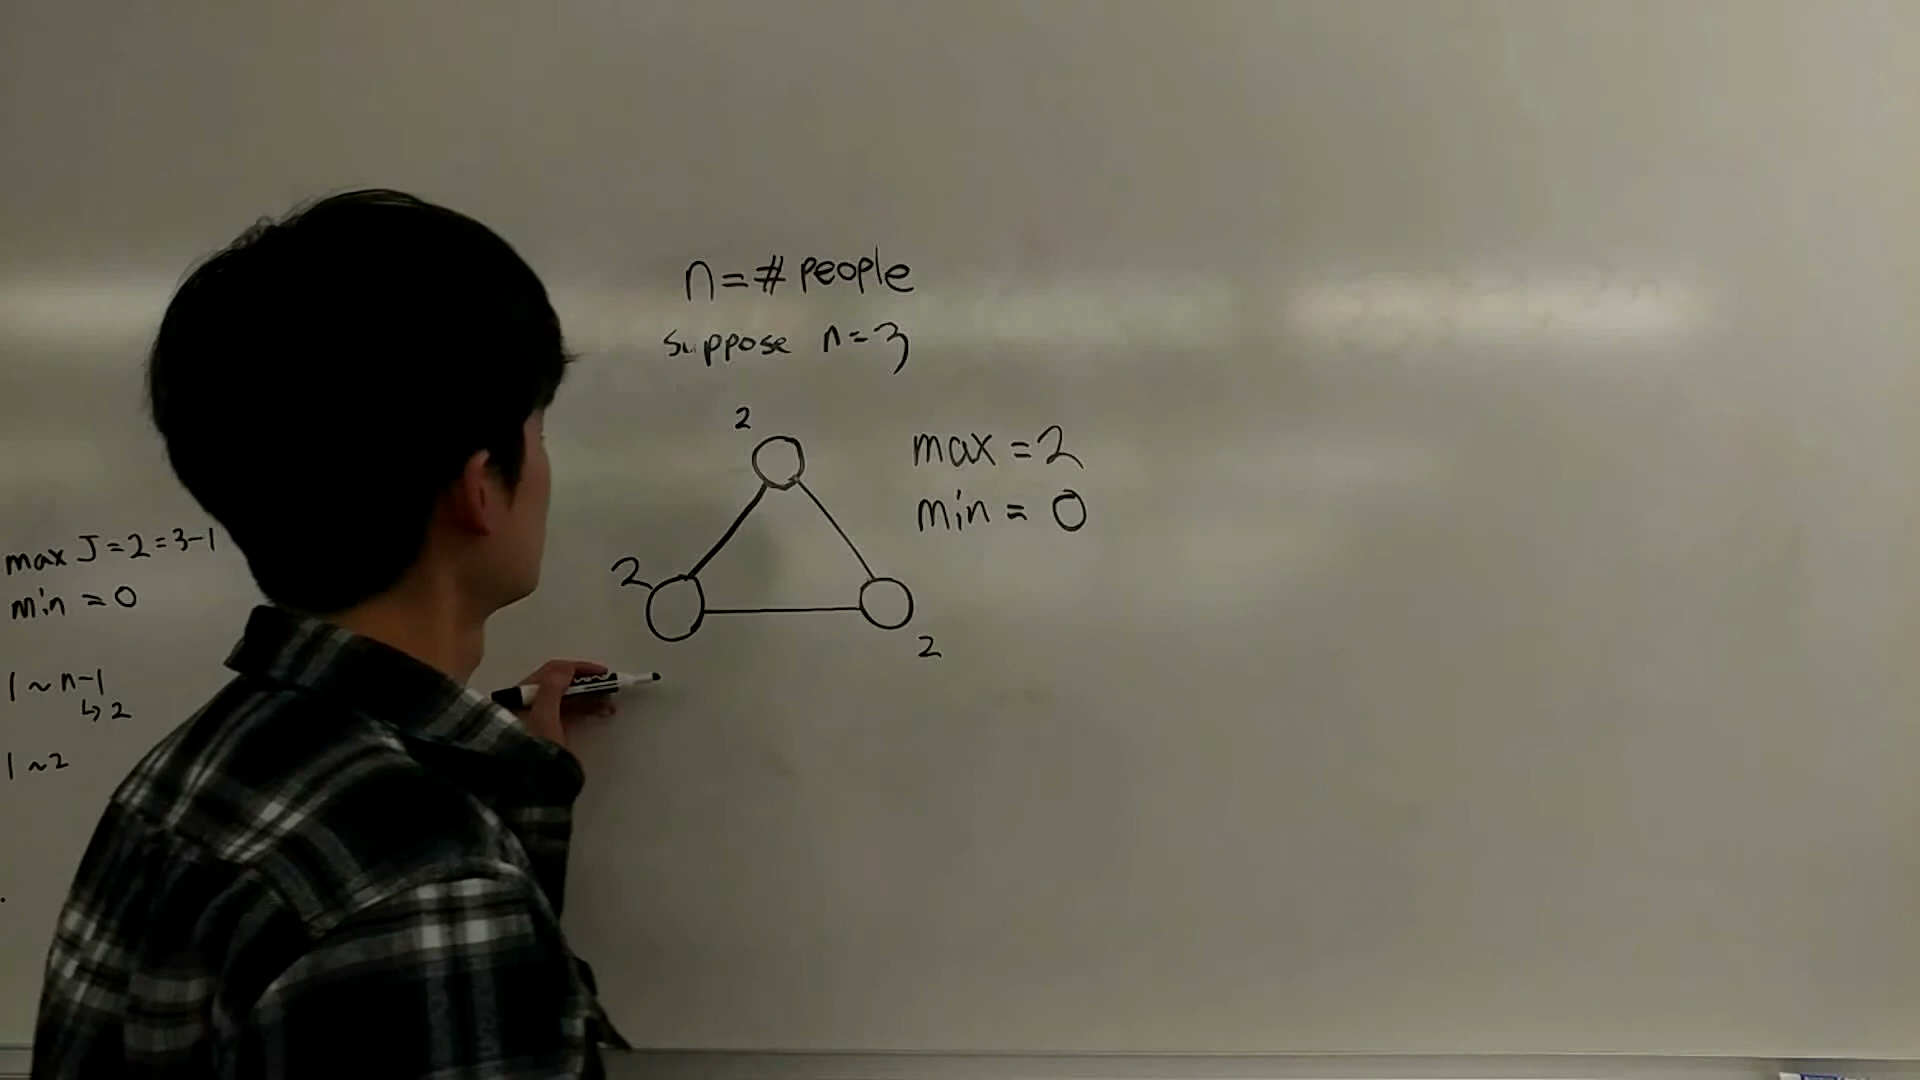 max J=2=3-1
min = 0
1 ~ n-1
↳ 2
1 ~ 2
n = # people
suppose n=3
2
max = 2
min = 0
2
2